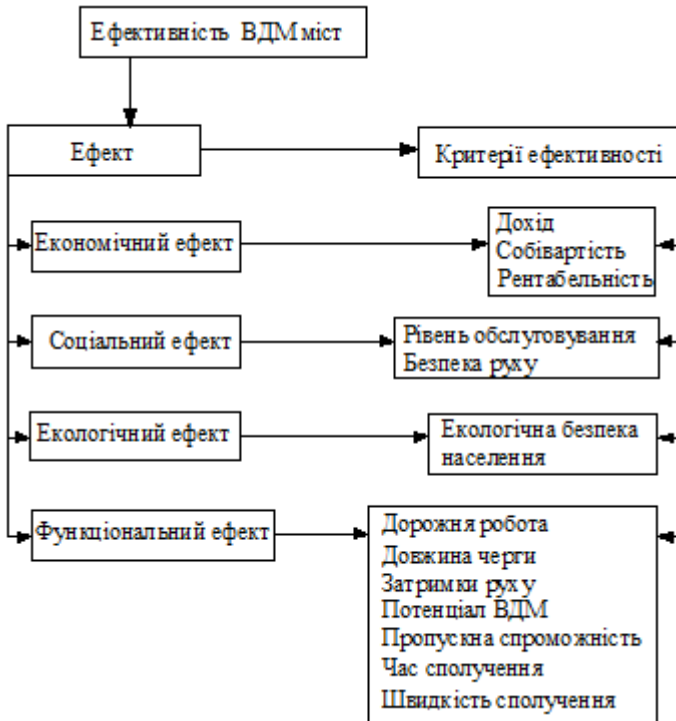 Ефективність ВДМ міст
Ефект
Критерії ефективності
Економічний ефект
Дохід
Собівартість
Рентабельність
Соціальний ефект
Рівень обслуговування
Безпека руху
Екологічний ефект
Екологічна безпека
населення
Функціональний ефект
Дорожня робота
Довжина черги
Затримки руху
Потенціал ВДМ
Пропускна спроможність
Час сполучення
Швидкість сполучення